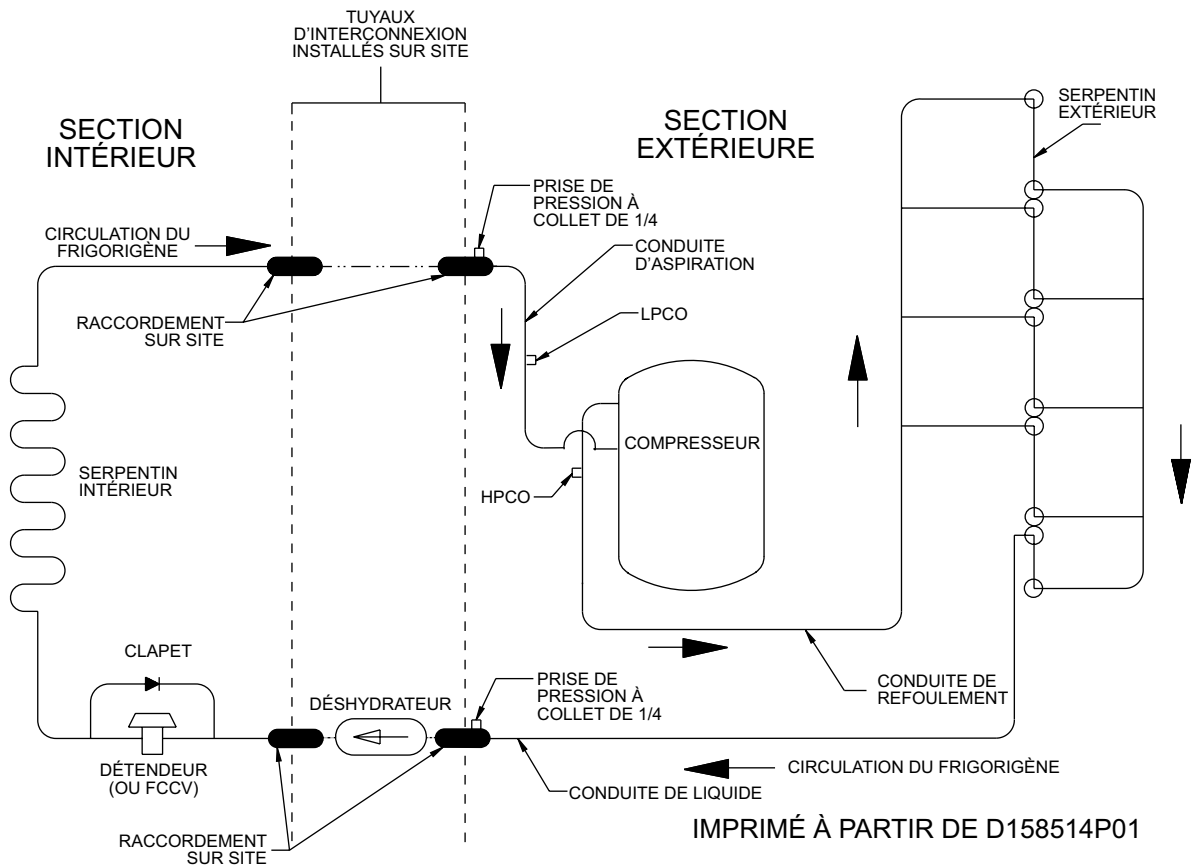 TUYAUX
D'INTERCONNEXION
INSTALLÉS SUR SITE
SECTION
INTÉRIEUR
SECTION
EXTÉRIEURE
SERPENTIN
EXTÉRIEUR
PRISE DE
PRESSION À
COLLET DE 1/4
CIRCULATION DU
FRIGORIGÈNE
CONDUITE
D'ASPIRATION
RACCORDEMENT
SUR SITE
LPCO
COMPRESSEUR
SERPENTIN
INTÉRIEUR
HPCO
CLAPET
PRISE DE
PRESSION À
COLLET DE 1/4
CONDUITE DE
REFOULEMENT
DÉSHYDRATEUR
DÉTENDEUR
(OU FCCV)
CIRCULATION DU FRIGORIGÈNE
CONDUITE DE LIQUIDE
RACCORDEMENT
SUR SITE
IMPRIMÉ À PARTIR DE D158514P01